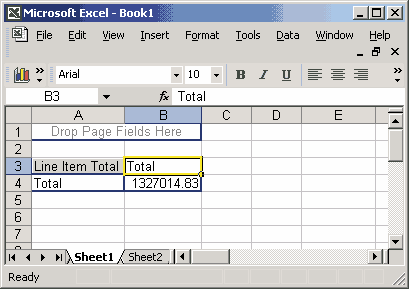 Microsoft Excel - Book1
File Edit View Insert Format Tools Data Window
Arial 10 B I U
B3 fx Total
A B C D E
1 Drop Page Fields Here
2
3 Line Item Total Total
4 Total 1327014.83
5
6
7
8
Sheet1 Sheet2
Ready